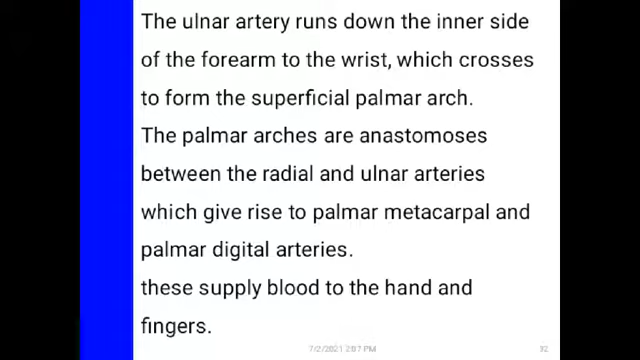 The ulnar artery runs down the inner side
of the forearm to the wrist, which crosses
to form the superficial palmar arch.
The palmar arches are anastomoses
between the radial and ulnar arteries
which give rise to palmar metacarpal and
palmar digital arteries.
these supply blood to the hand and
fingers.
7/2/2021 2:07 PM 92